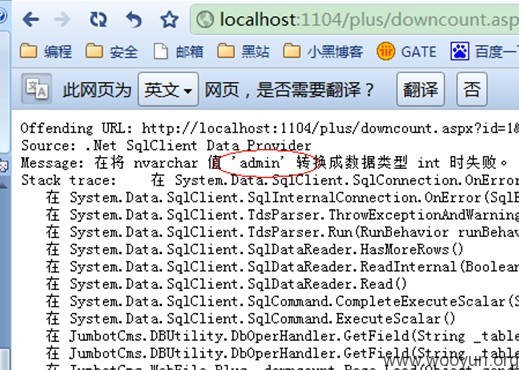 localhost:1104/plus/downcount.asp
编程 安全 邮箱 黑站 小黑博客 GATE 百度一
此网页为 英文 网页，是否需要翻译？ 翻译 否
Offending URL: http://localhost:1104/plus/downcount.aspx?id=1&
Source: .Net SqlClient Data Provider
Message: 在将 nvarchar 值 'admin' 转换成数据类型 int 时失败。
Stack trace: 在 System.Data.SqlClient.SqlConnection.OnError
在 System.Data.SqlClient.SqlInternalConnection.OnError(SqlE
在 System.Data.SqlClient.TdsParser.ThrowExceptionAndWarning
在 System.Data.SqlClient.TdsParser.Run(RunBehavior runBehav
在 System.Data.SqlClient.SqlDataReader.HasMoreRows()
在 System.Data.SqlClient.SqlDataReader.ReadInternal(Boolean
在 System.Data.SqlClient.SqlDataReader.Read()
在 System.Data.SqlClient.SqlCommand.CompleteExecuteScalar(S
在 System.Data.SqlClient.SqlCommand.ExecuteScalar()
在 JumbotCms.DBUtility.DbOperHandler.GetField(String _table
在 JumbotCms.DBUtility.DbOperHandler.GetField(String _table
www.wooyun.org